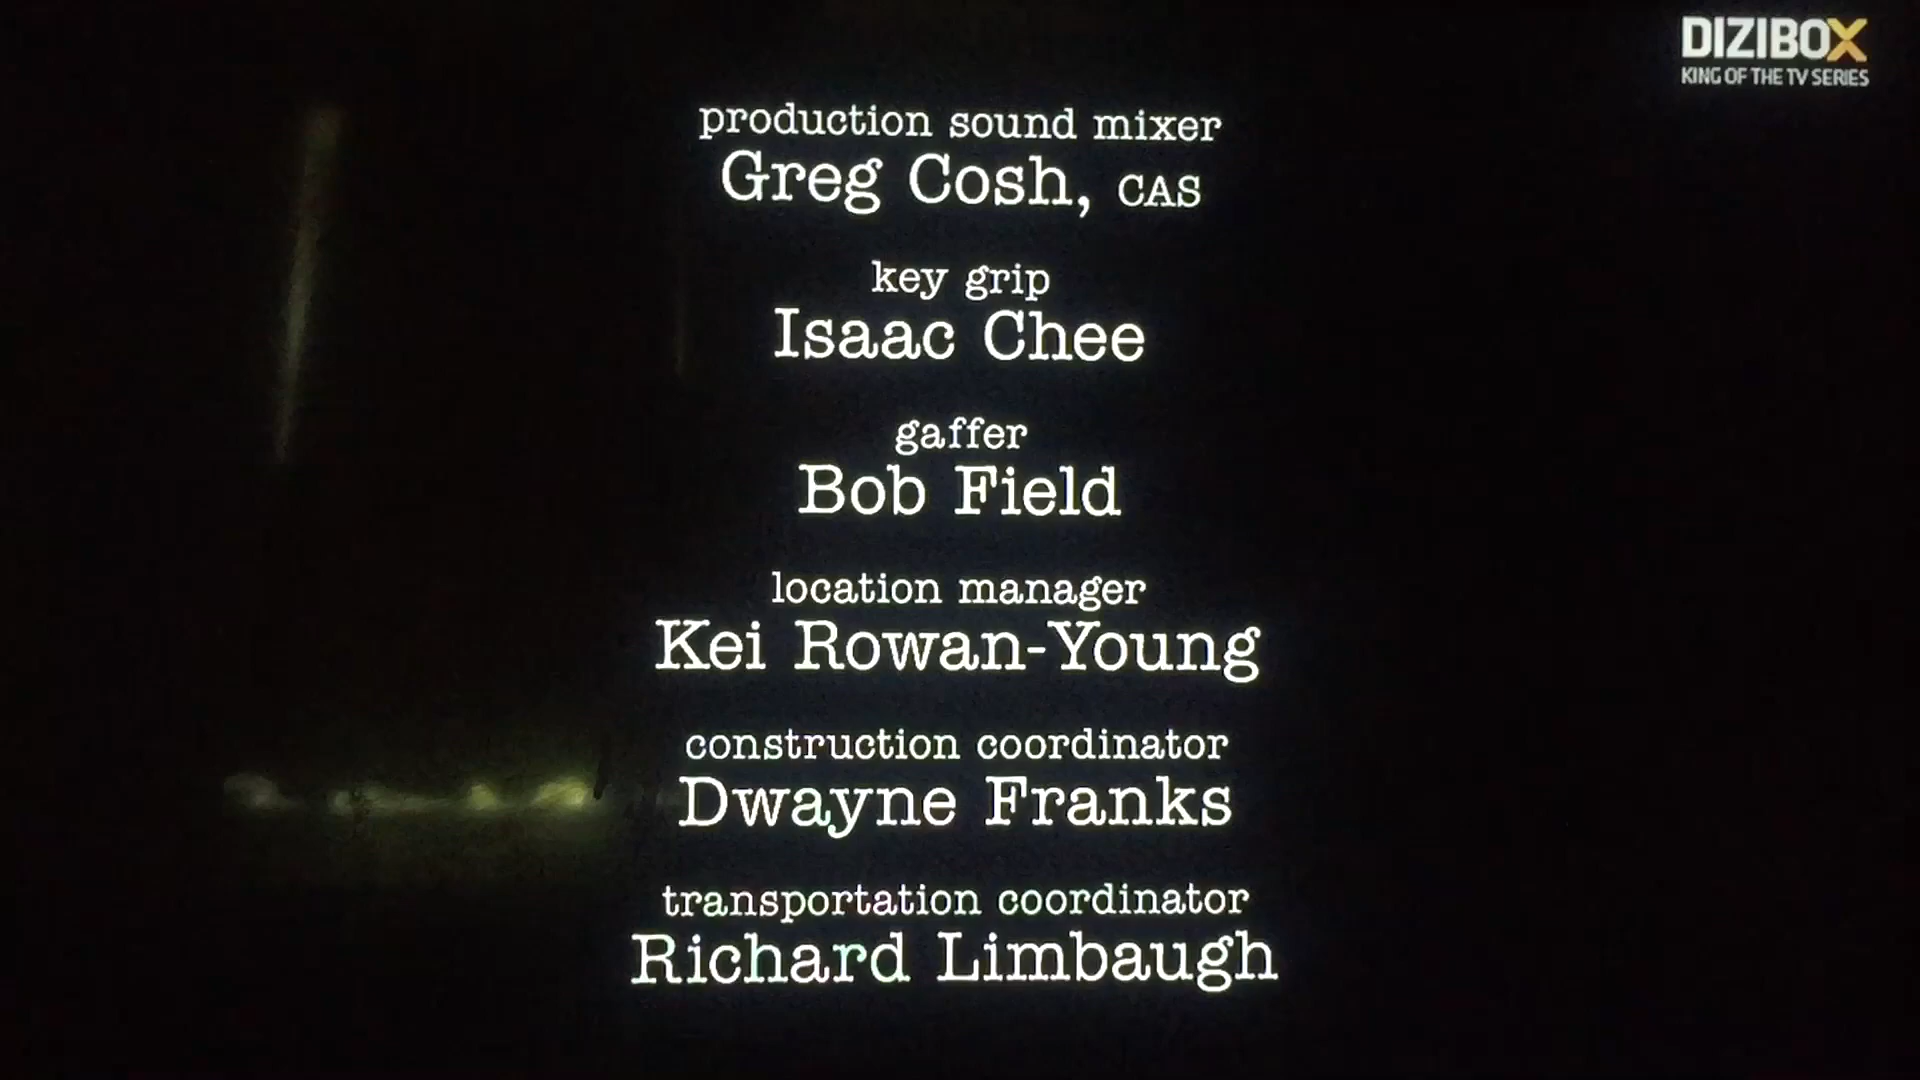 DIZIBOX
KING OF THE TV SERIES
production sound mixer
Greg Cosh, CAS
key grip
Isaac Chee
gaffer
Bob Field
location manager
Kei Rowan-Young
construction coordinator
Dwayne Franks
transportation coordinator
Richard Limbaugh